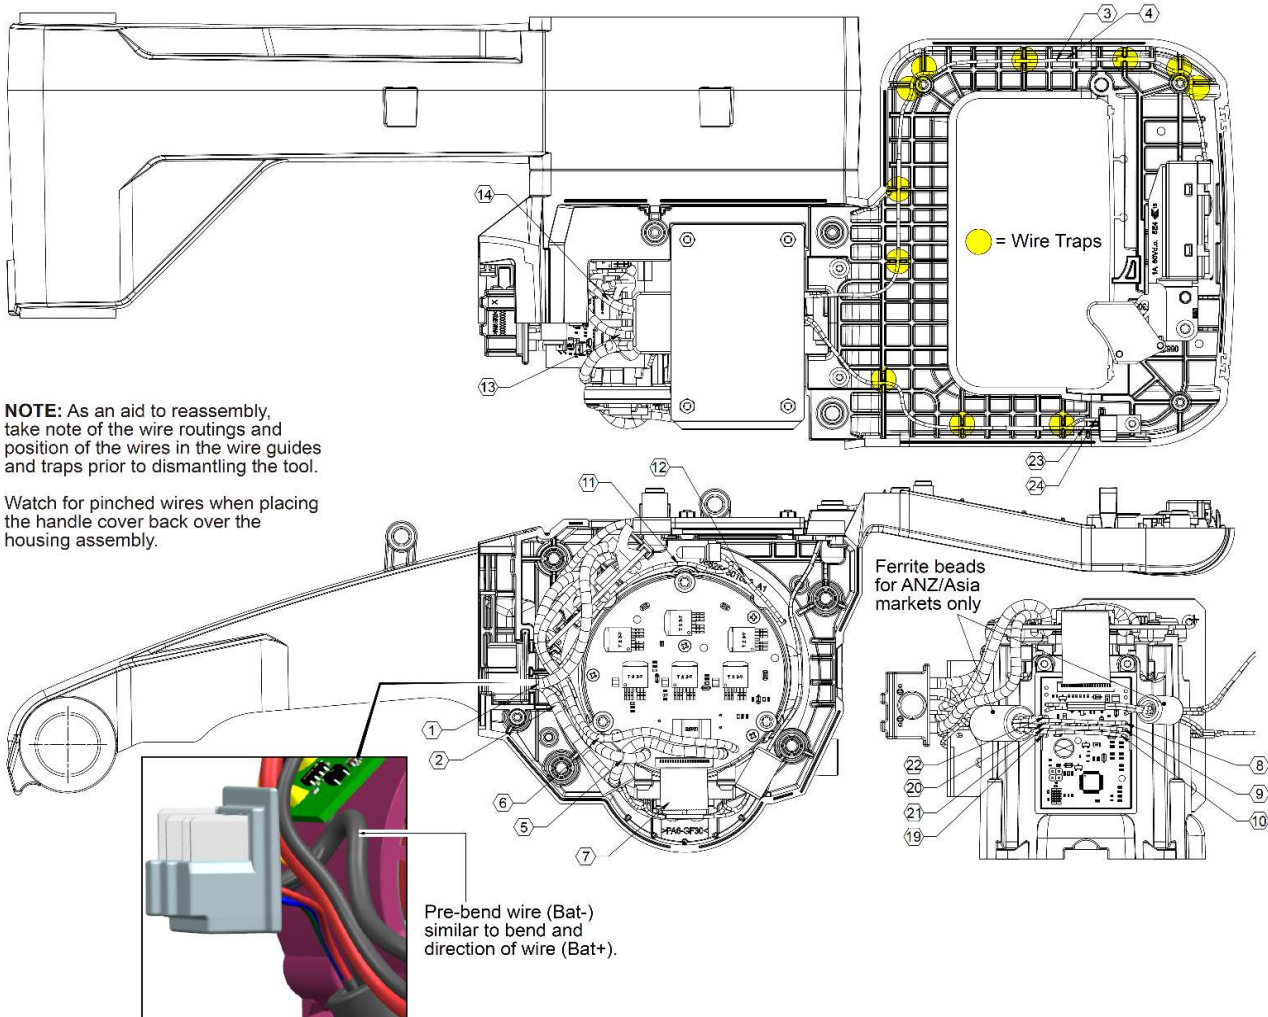 3
4
14
= Wire Traps
13
NOTE: As an aid to reassembly,
take note of the wire routings and
position of the wires in the wire guides
and traps prior to dismantling the tool.
Watch for pinched wires when placing
the handle cover back over the
housing assembly.
23
24
12
11
Ferrite beads
for ANZ/Asia
markets only
1
2
6
5
7
>PA6-GF30<
22
20
21
19
8
9
10
Pre-bend wire (Bat-)
similar to bend and
direction of wire (Bat+).